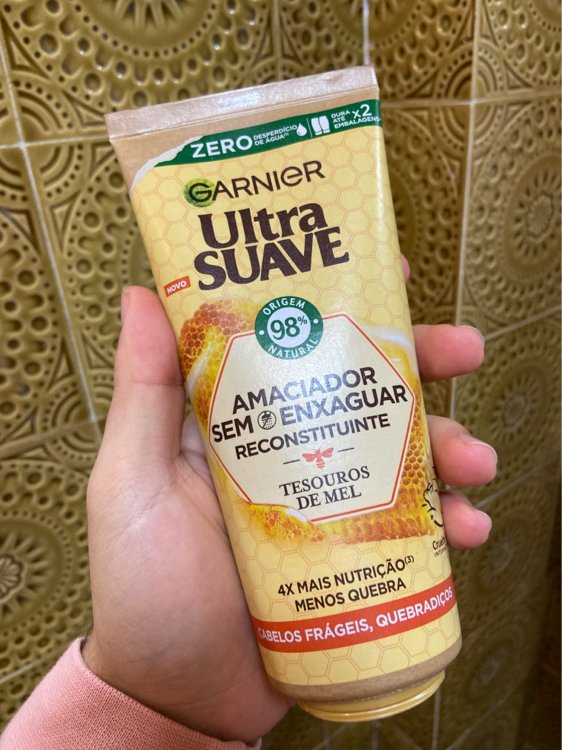 ZERO DESPERDÍCIO
DE ÁGUA(1)
DURA
ATÉ x2
EMBALAGENS
GARNIER
Ultra
SUAVE
NOVO
ORIGEM
98%
NATURAL
AMACIADOR
SEM ENXAGUAR
RECONSTITUINTE
TESOUROS
DE MEL
4X MAIS NUTRIÇÃO(3)
MENOS QUEBRA
CABELOS FRÁGEIS, QUEBRADIÇOS